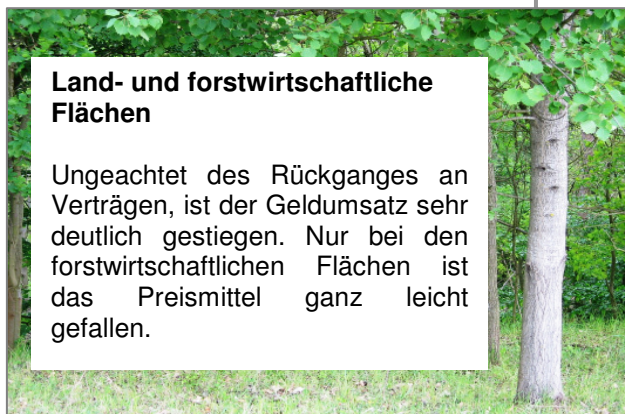 Land- und forstwirtschaftliche
Flächen
Ungeachtet des Rückganges an
Verträgen, ist der Geldumsatz sehr
deutlich gestiegen. Nur bei den
forstwirtschaftlichen Flächen ist
das Preismittel ganz leicht
gefallen.